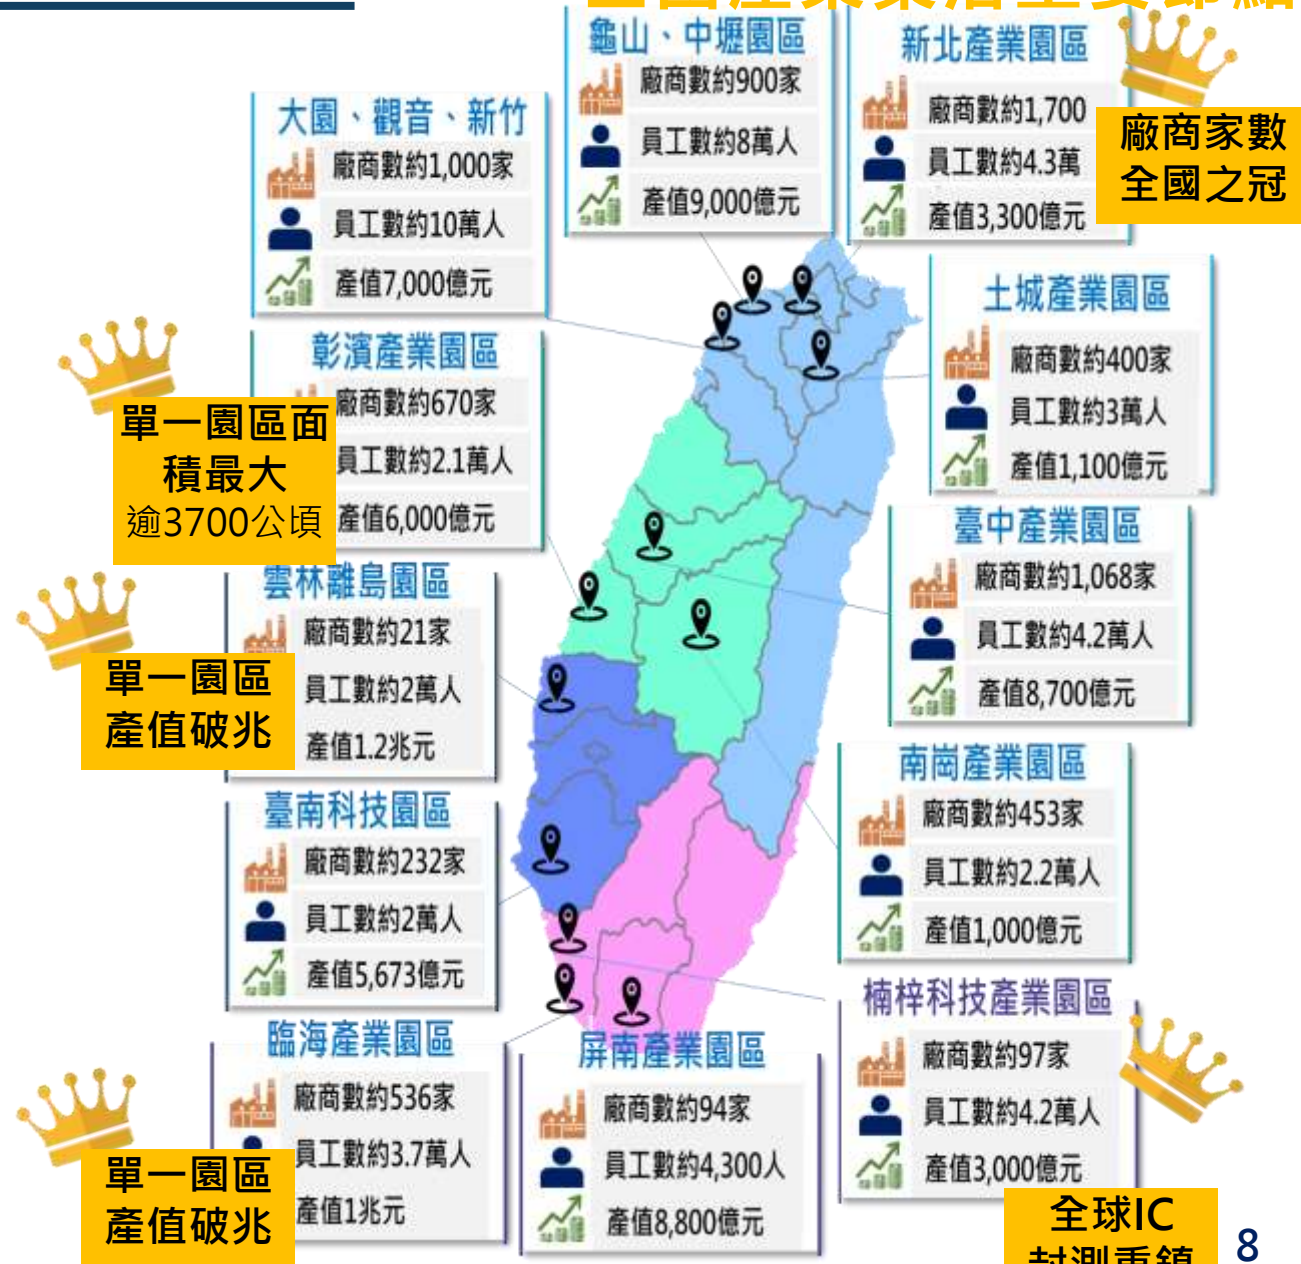 龜山、中壢園區
廠商數約900家
員工數約8萬人
產值9,000億元
新北產業園區
廠商數約1,700
員工數約4.3萬
產值3,300億元
廠商家數
全國之冠
大園、觀音、新竹
廠商數約1,000家
員工數約10萬人
產值7,000億元
土城產業園區
廠商數約400家
員工數約3萬人
產值1,100億元
彰濱產業園區
廠商數約670家
員工數約2.1萬人
產值6,000億元
單一園區面
積最大
逾3700公頃
臺中產業園區
廠商數約1,068家
員工數約4.2萬人
產值8,700億元
雲林離島園區
廠商數約21家
員工數約2萬人
產值1.2兆元
單一園區
產值破兆
南崗產業園區
廠商數約453家
員工數約2.2萬人
產值1,000億元
臺南科技園區
廠商數約232家
員工數約2萬人
產值5,673億元
楠梓科技產業園區
廠商數約97家
員工數約4.2萬人
產值3,000億元
全球IC
封測重鎮
臨海產業園區
廠商數約536家
員工數約3.7萬人
產值1兆元
單一園區
產值破兆
屏南產業園區
廠商數約94家
員工數約4,300人
產值8,800億元
8